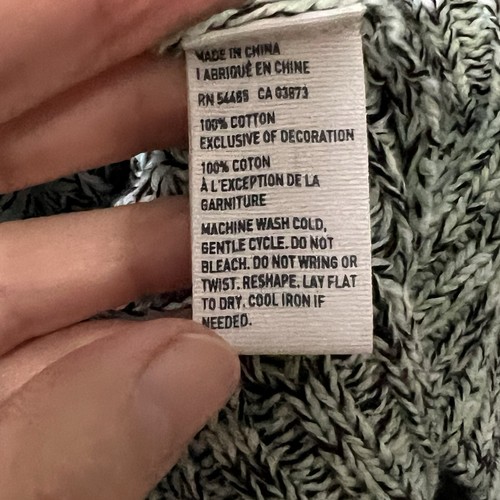 MADE IN CHINA
FABRIQUÉ EN CHINE
RN 54485 CA 03873
100% COTTON
EXCLUSIVE OF DECORATION
100% COTON
À L'EXCEPTION DE LA
GARNITURE
MACHINE WASH COLD,
GENTLE CYCLE. DO NOT
BLEACH. DO NOT WRING OR
TWIST. RESHAPE. LAY FLAT
TO DRY. COOL IRON IF
NEEDED.